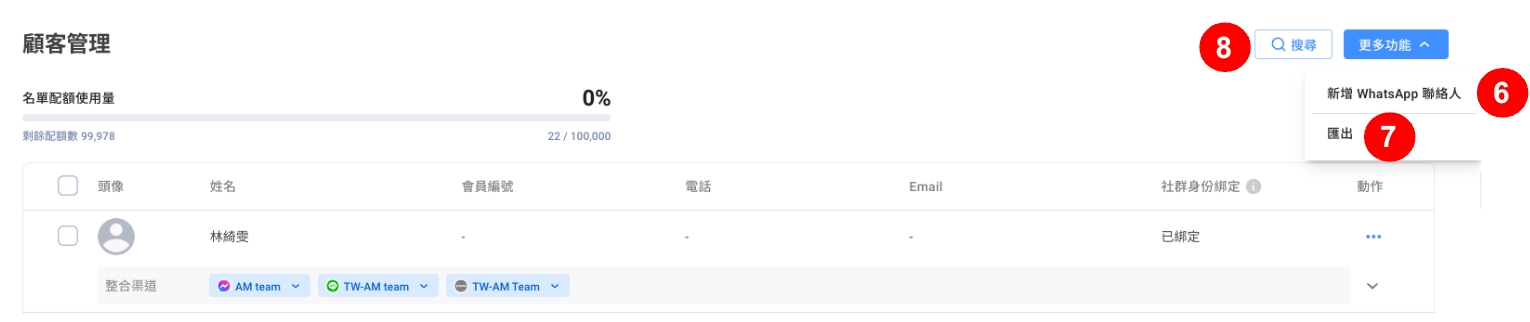 顧客管理
8 搜尋 更多功能
名單配額使用量 0%
新增 WhatsApp 聯絡人 6
剩餘配額數 99,978 22 / 100,000
匯出 7
頭像 姓名 會員編號 電話 Email 社群身份綁定 動作
林綺雯 - - - 已綁定
整合渠道 AM team TW-AM team TW-AM Team